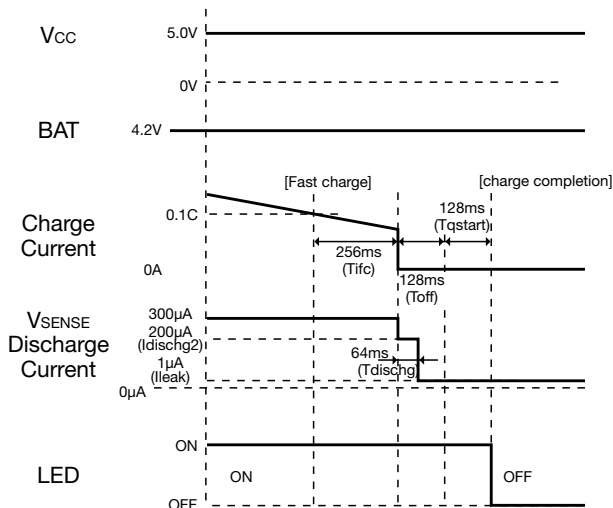 VCC
5.0V
0V
BAT
4.2V
[Fast charge]
[charge completion]
Charge
Current
0.1C
128ms
(Tqstart)
256ms
(Tifc)
0A
128ms
(Toff)
VSENSE
Discharge
Current
300µA
200µA
(Idischg2)
64ms
(Tdischg)
1µA
(Ileak)
0µA
LED
ON
ON
OFF
OFF